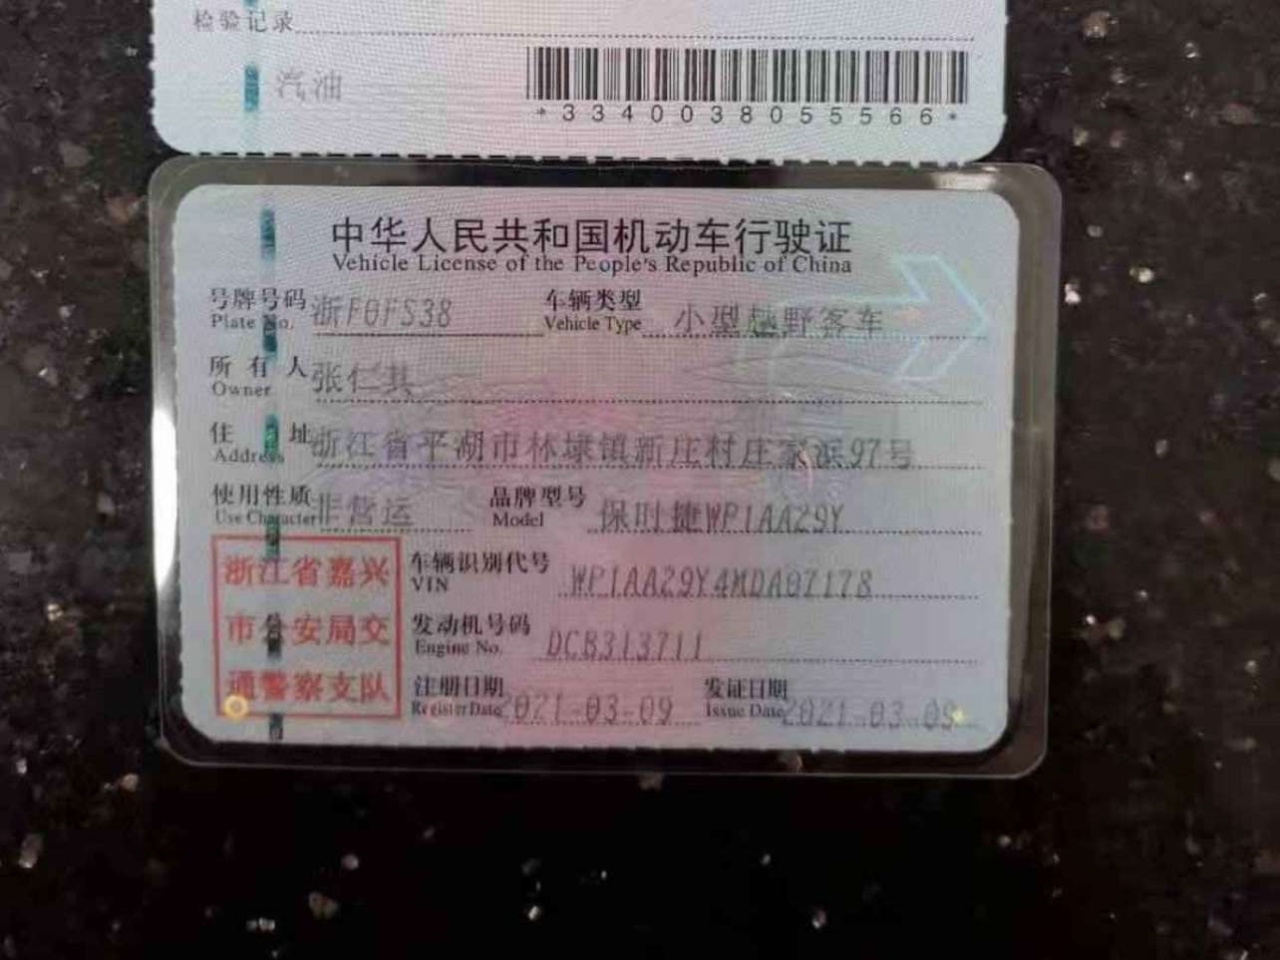 检验记录
汽油
*3340038055566*
中华人民共和国机动车行驶证
Vehicle License of the People's Republic of China
号牌号码 浙F0FS38 车辆类型 小型越野客车
Plate No. Vehicle Type
所有人 张仁其
Owner
住址 浙江省平湖市林埭镇新庄村庄家浜97号
Address
使用性质 非营运 品牌型号 保时捷WP1AA29Y
Use Character Model
浙江省嘉兴
市公安局交
通警察支队
车辆识别代号 WP1AA29Y4MDA07178
VIN
发动机号码 DCB313711
Engine No.
注册日期 2021-03-09 发证日期 2021-03-09
Register Date Issue Date